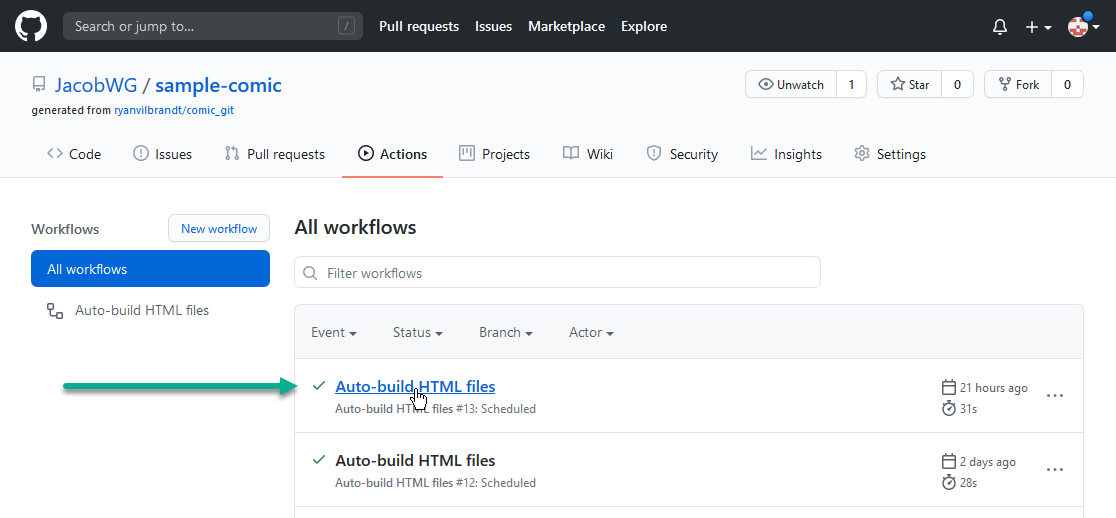 Search or jump to... / Pull requests Issues Marketplace Explore
JacobWG / sample-comic Unwatch 1 Star 0 Fork 0
generated from ryanvilbrandt/comic_git
Code Issues Pull requests Actions Projects Wiki Security Insights Settings
Workflows New workflow All workflows
All workflows
Filter workflows
Auto-build HTML files
Event Status Branch Actor
Auto-build HTML files 21 hours ago
Auto-build HTML files #13: Scheduled 31s
Auto-build HTML files 2 days ago
Auto-build HTML files #12: Scheduled 28s